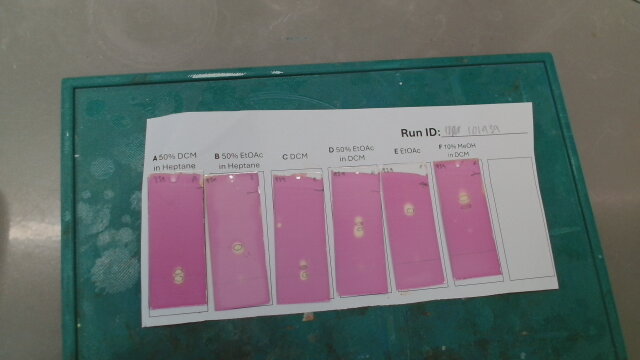 Run ID: 101939
A 50% DCM
in Heptane
B 50% EtOAc
in Heptane
C DCM
D 50% EtOAc
in DCM
E EtOAc
F 10% MeOH
in DCM